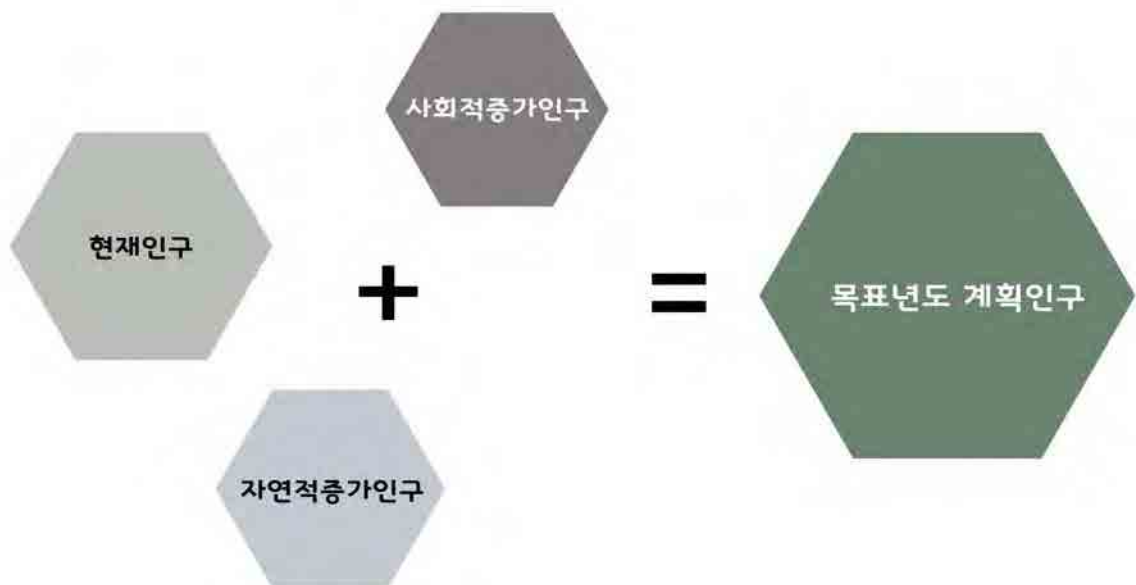 사회적증가인구
현재인구
+
=
목표년도 계획인구
자연적증가인구